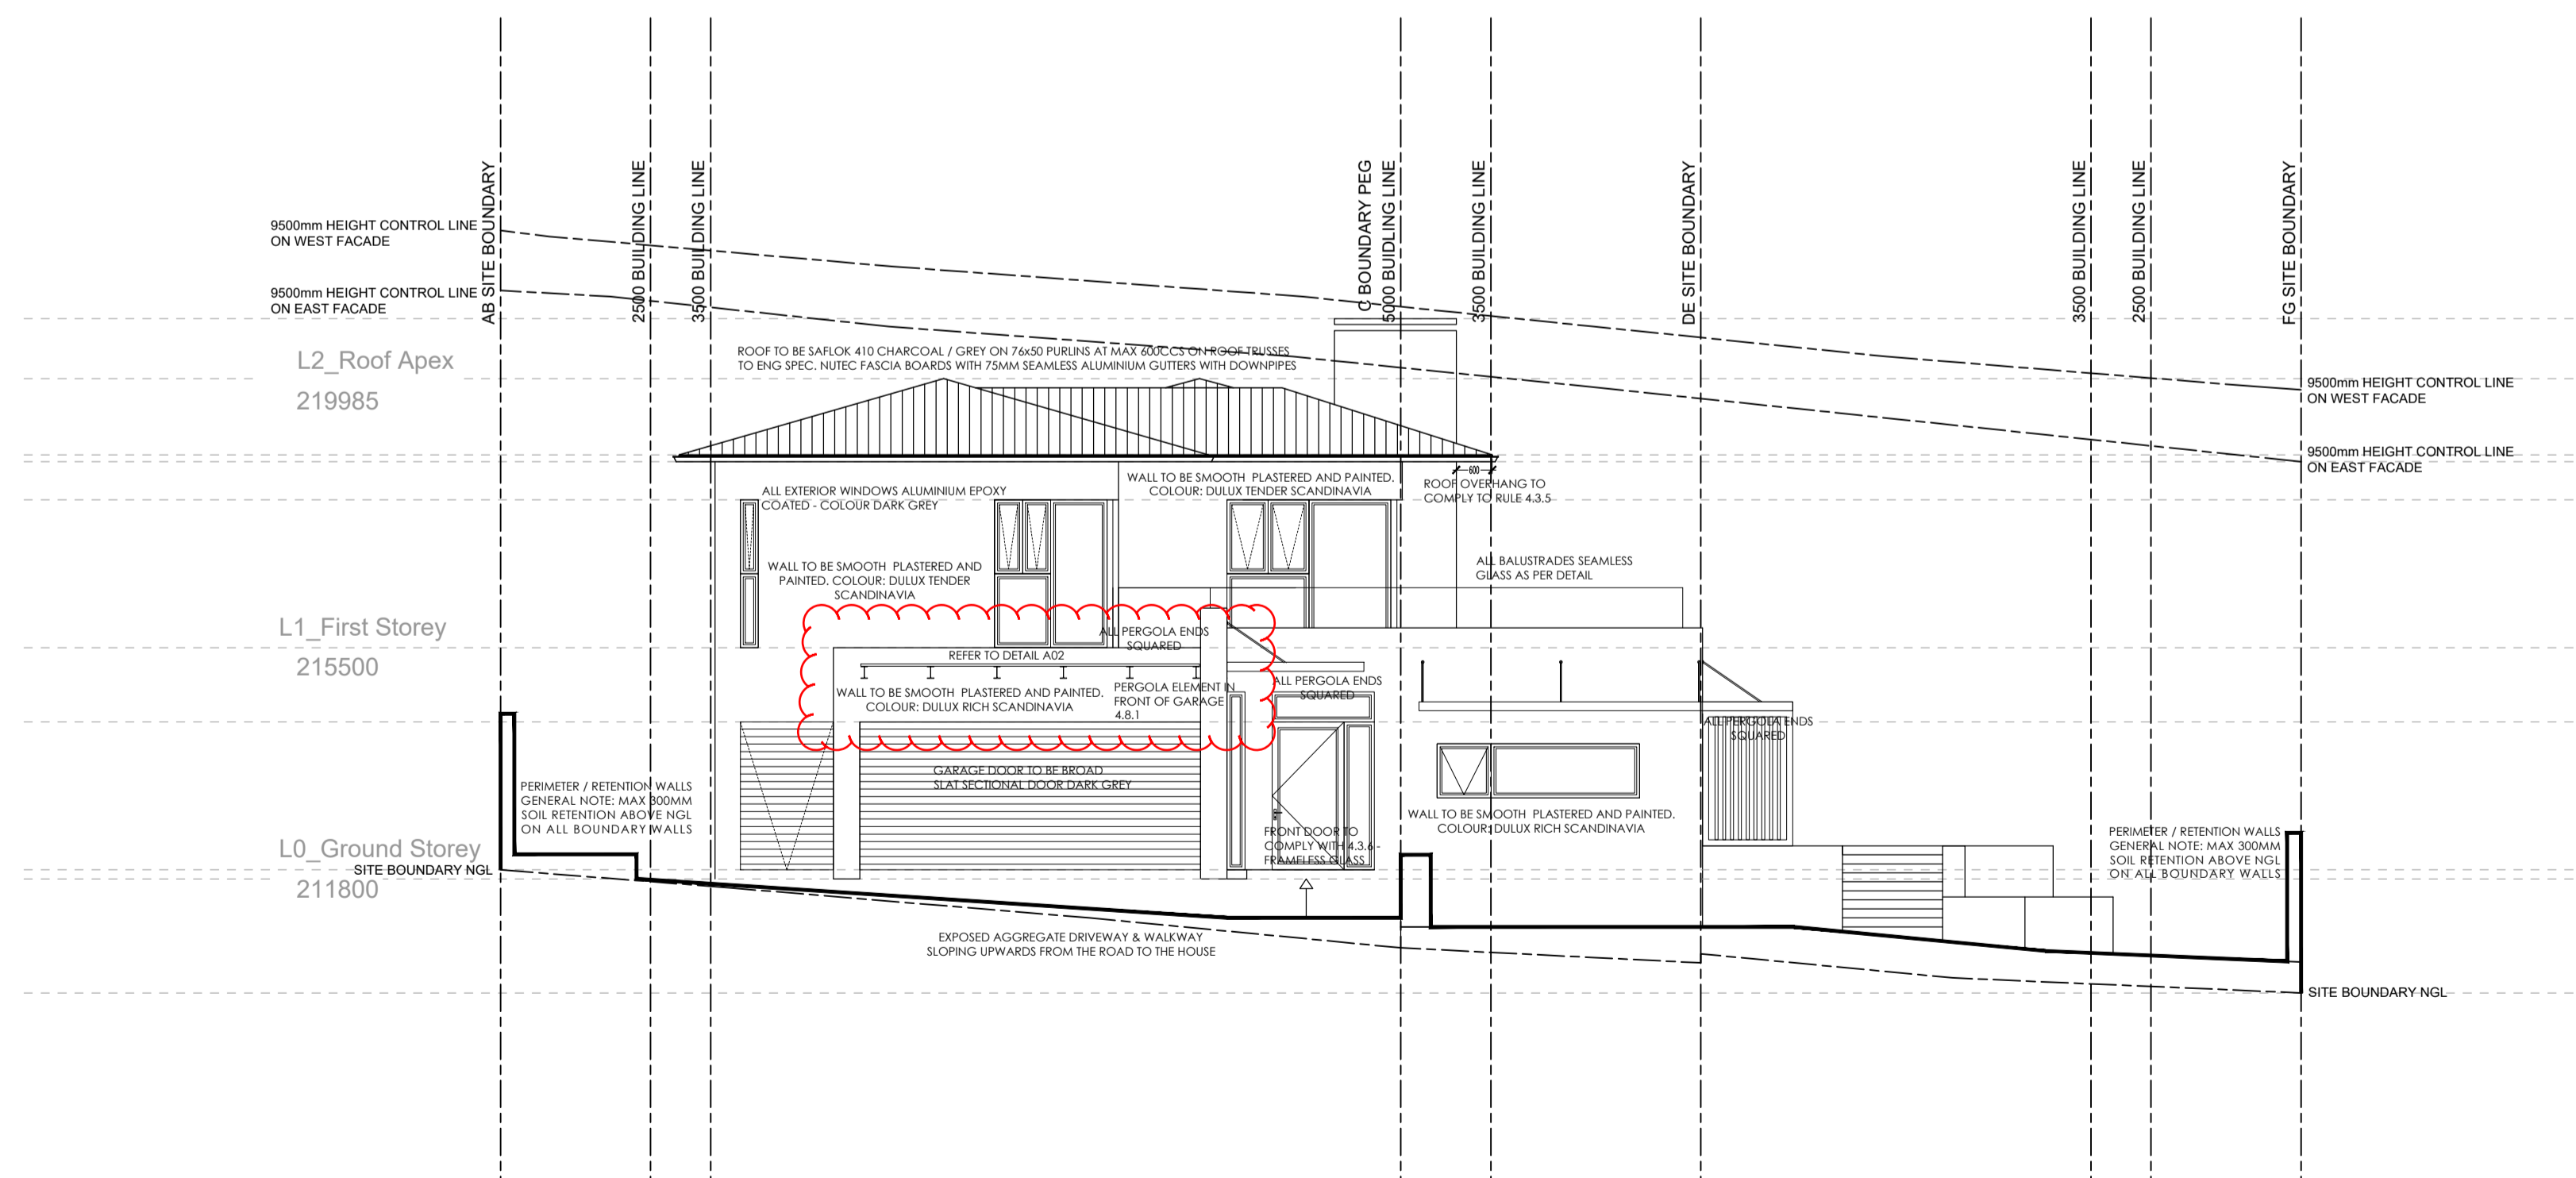 AB SITE BOUNDARY
2500 BUILDING LINE
3500 BUILDING LINE
C BOUNDARY PEG
5000 BUIDLING LINE
3500 BUILDING LINE
DE SITE BOUNDARY
3500 BUILDING LINE
2500 BUILDING LINE
FG SITE BOUNDARY
9500mm HEIGHT CONTROL LINE
ON WEST FACADE
9500mm HEIGHT CONTROL LINE
ON EAST FACADE
L2_Roof Apex
219985
ROOF TO BE SAFLOK 410 CHARCOAL / GREY ON 76x50 PURLINS AT MAX 600CCS ON ROOF TRUSSES
TO ENG SPEC. NUTEC FASCIA BOARDS WITH 75MM SEAMLESS ALUMINIUM GUTTERS WITH DOWNPIPES
9500mm HEIGHT CONTROL LINE
ON WEST FACADE
9500mm HEIGHT CONTROL LINE
ON EAST FACADE
600
ROOF OVERHANG TO
COMPLY TO RULE 4.3.5
WALL TO BE SMOOTH PLASTERED AND PAINTED.
COLOUR: DULUX TENDER SCANDINAVIA
ALL EXTERIOR WINDOWS ALUMINIUM EPOXY
COATED - COLOUR DARK GREY
WALL TO BE SMOOTH PLASTERED AND
PAINTED. COLOUR: DULUX TENDER
SCANDINAVIA
ALL BALUSTRADES SEAMLESS
GLASS AS PER DETAIL
L1_First Storey
215500
ALL PERGOLA ENDS
SQUARED
REFER TO DETAIL A02
WALL TO BE SMOOTH PLASTERED AND PAINTED.
COLOUR: DULUX RICH SCANDINAVIA
PERGOLA ELEMENT IN
FRONT OF GARAGE
4.8.1
ALL PERGOLA ENDS
SQUARED
ALL PERGOLA ENDS
SQUARED
GARAGE DOOR TO BE BROAD
SLAT SECTIONAL DOOR DARK GREY
PERIMETER / RETENTION WALLS
GENERAL NOTE: MAX 300MM
SOIL RETENTION ABOVE NGL
ON ALL BOUNDARY WALLS
FRONT DOOR TO
COMPLY WITH 4.3.6 -
FRAMELESS GLASS
WALL TO BE SMOOTH PLASTERED AND PAINTED.
COLOUR: DULUX RICH SCANDINAVIA
PERIMETER / RETENTION WALLS
GENERAL NOTE: MAX 300MM
SOIL RETENTION ABOVE NGL
ON ALL BOUNDARY WALLS
L0_Ground Storey
211800
SITE BOUNDARY NGL
EXPOSED AGGREGATE DRIVEWAY & WALKWAY
SLOPING UPWARDS FROM THE ROAD TO THE HOUSE
SITE BOUNDARY NGL